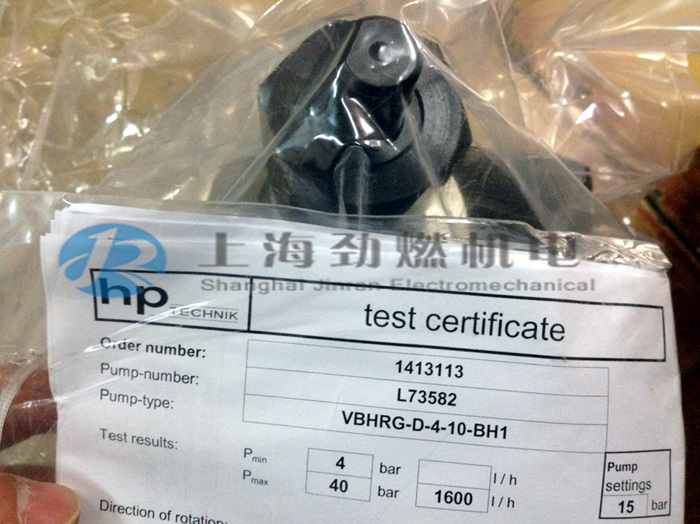 上海劲燃机电
Shanghai Jinran Electromechanical
hp TECHNIK
test certificate
Order number: 1413113
Pump-number: L73582
Pump-type: VBHRG-D-4-10-BH1
Test results:
Pmin 4 bar l / h
Pmax 40 bar 1600 l / h
Pump
settings
15 bar
Direction of rotation: